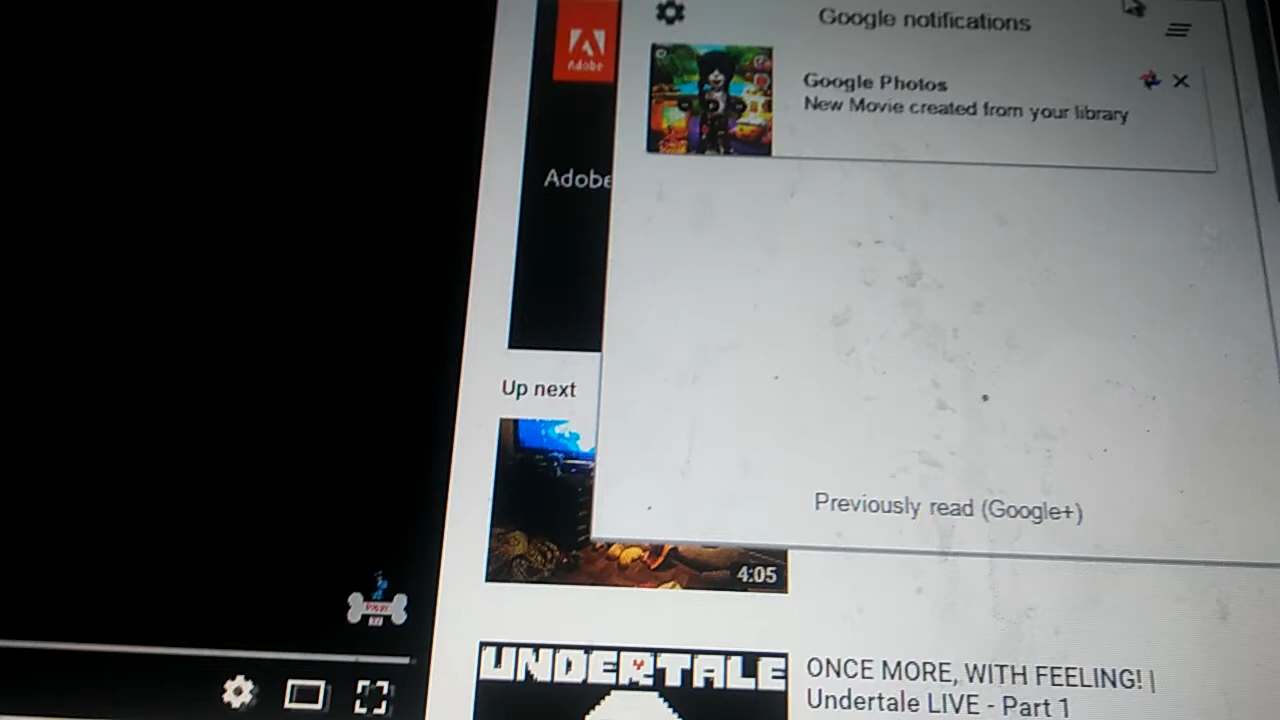 Google notifications
Adobe
Google Photos
New Movie created from your library
Adobe
Up next
Previously read (Google+)
4:05
UNDERTALE
ONCE MORE, WITH FEELING! |
Undertale LIVE - Part 1